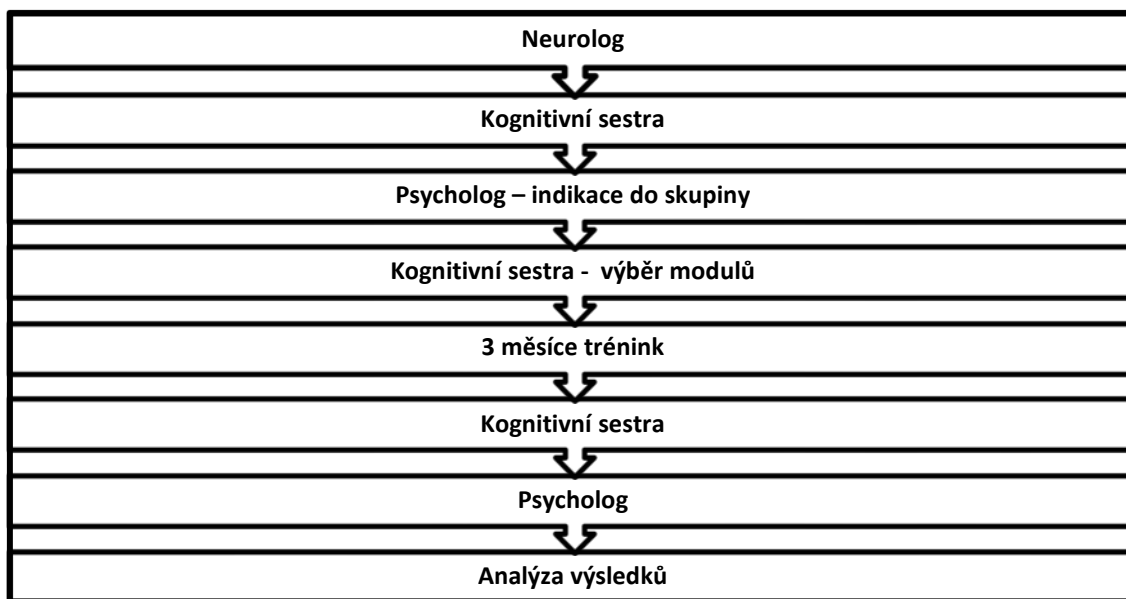 Neurolog
Kognitivní sestra
Psycholog – indikace do skupiny
Kognitivní sestra - výběr modulů
3 měsíce trénink
Kognitivní sestra
Psycholog
Analýza výsledků